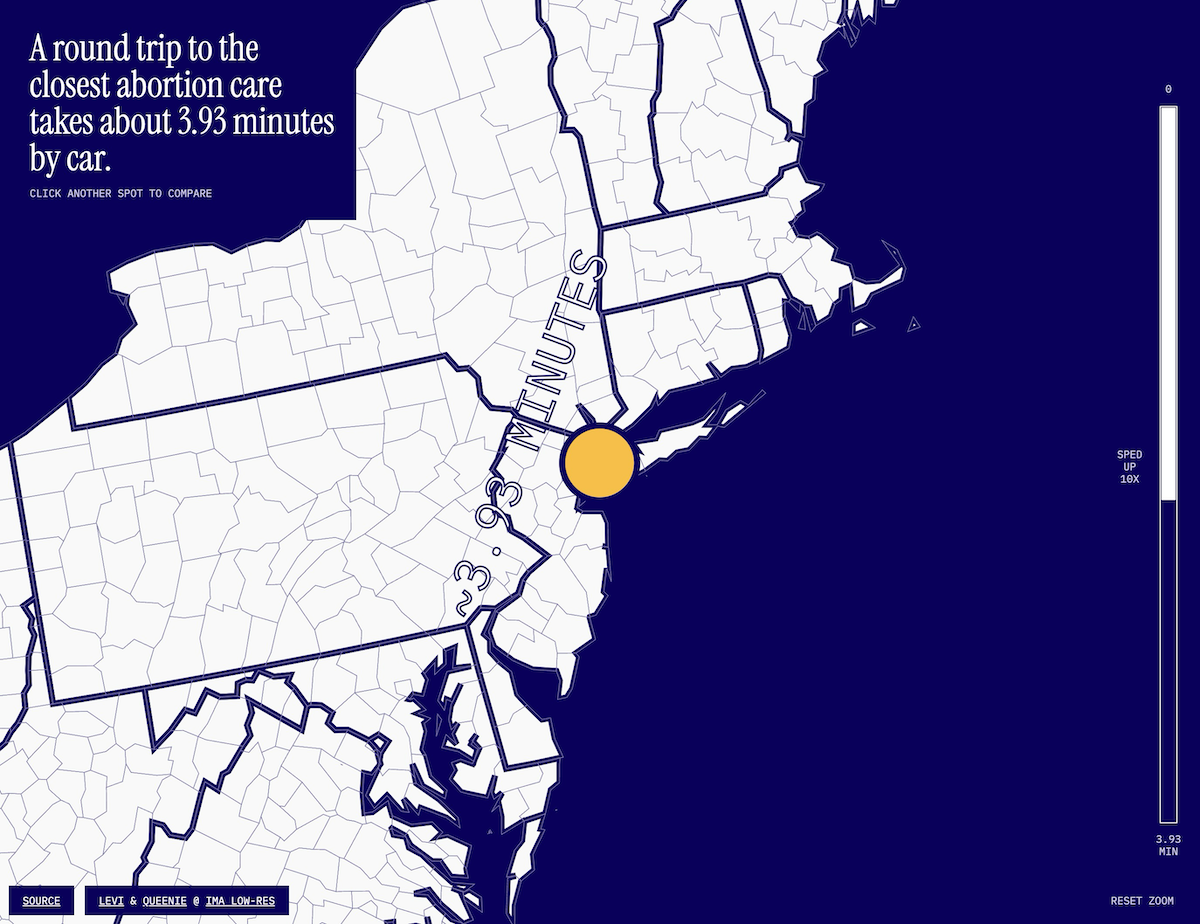 A round trip to the
closest abortion care
takes about 3.93 minutes
by car.
CLICK ANOTHER SPOT TO COMPARE
~3.93 MINUTES
0
SPED
UP
10X
3.93
MIN
SOURCE
LEVI & QUEENIE @ IMA LOW-RES
RESET ZOOM